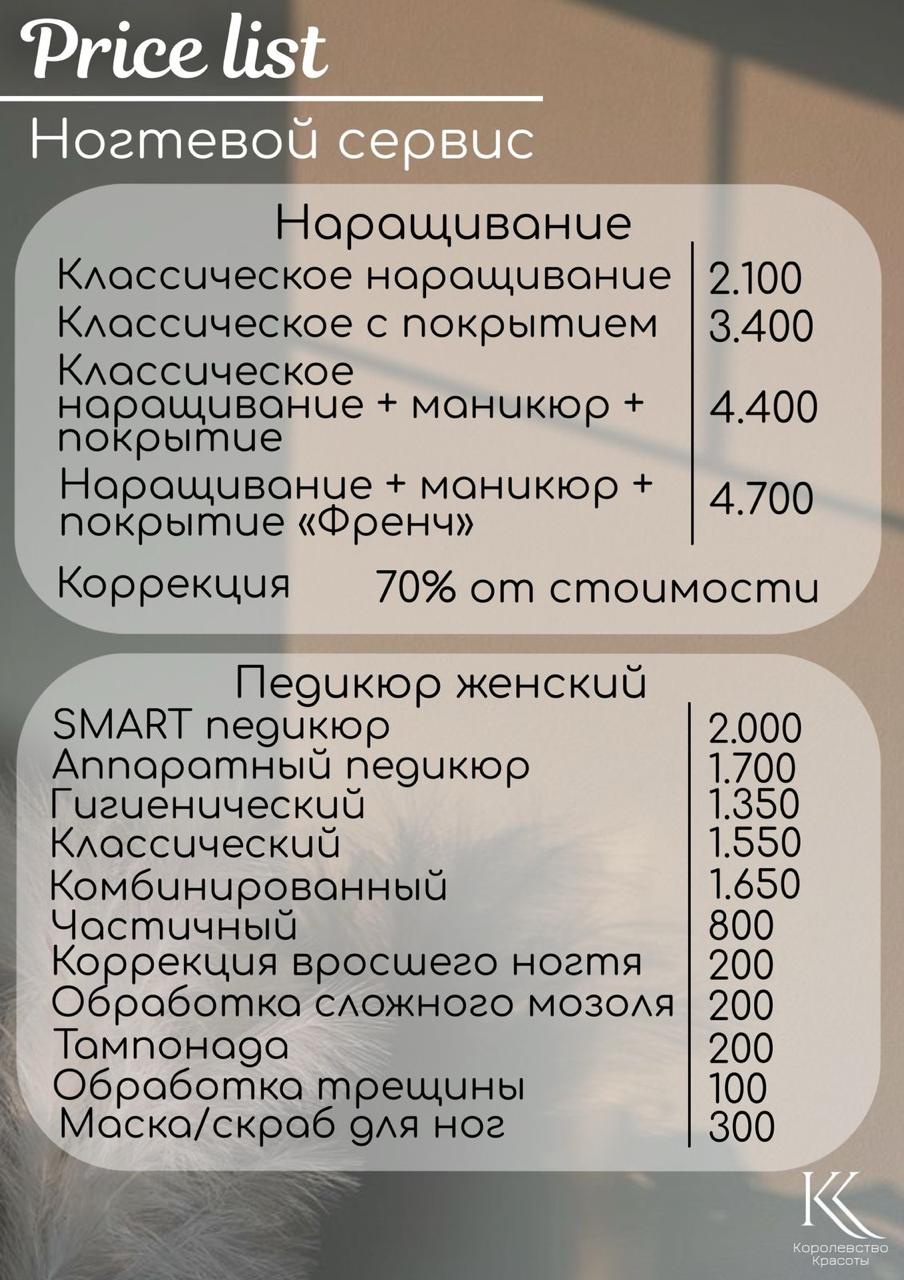 Price list
Ногтевой сервис
Наращивание
Классическое наращивание 2.100
Классическое с покрытием 3.400
Классическое
наращивание + маникюр +
покрытие 4.400
Наращивание + маникюр +
покрытие «Френч» 4.700
Коррекция 70% от стоимости
Педикюр женский
SMART педикюр 2.000
Аппаратный педикюр 1.700
Гигиенический 1.350
Классический 1.550
Комбинированный 1.650
Частичный 800
Коррекция вросшего ногтя 200
Обработка сложного мозоля 200
Тампонада 200
Обработка трещины 100
Маска/скраб для ног 300
КК
Королевство
Красоты